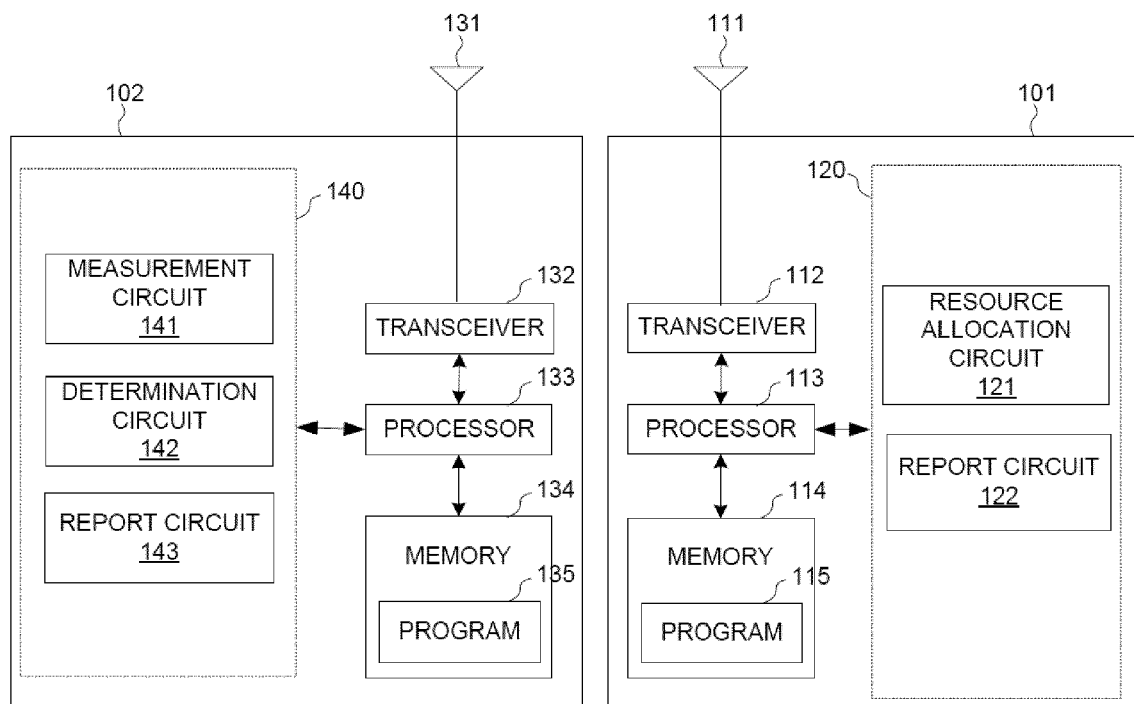 131
111
102
101
140
120
MEASUREMENT
CIRCUIT
141
DETERMINATION
CIRCUIT
142
REPORT CIRCUIT
143
132
TRANSCEIVER
133
PROCESSOR
134
MEMORY
135
PROGRAM
112
TRANSCEIVER
113
PROCESSOR
114
MEMORY
115
PROGRAM
RESOURCE
ALLOCATION
CIRCUIT
121
REPORT CIRCUIT
122